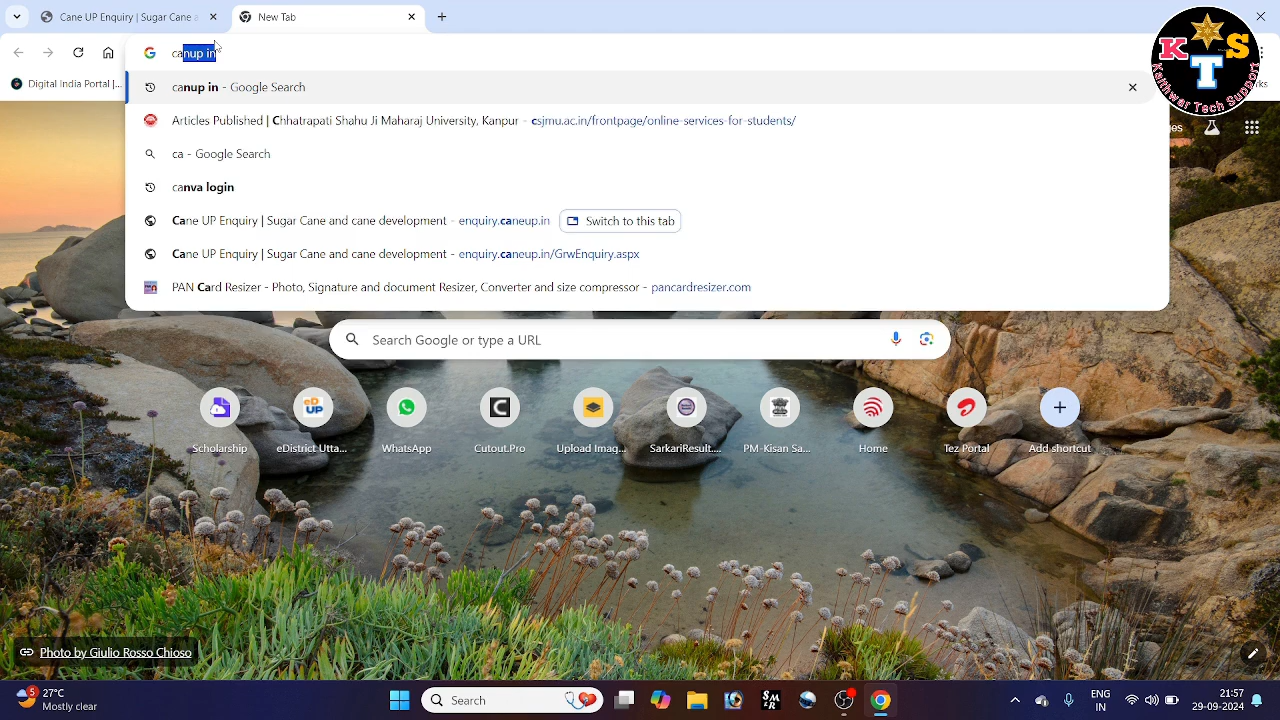 Cane UP Enquiry | Sugar Cane a
New Tab
canup in
Digital India Portal |...
canup in - Google Search
Articles Published | Chhatrapati Shahu Ji Maharaj University, Kanpur - csjmu.ac.in/frontpage/online-services-for-students/
ca - Google Search
canva login
Cane UP Enquiry | Sugar Cane and cane development - enquiry.caneup.in Switch to this tab
Cane UP Enquiry | Sugar Cane and cane development - enquiry.caneup.in/GrwEnquiry.aspx
PAN Card Resizer - Photo, Signature and document Resizer, Converter and size compressor - pancardresizer.com
K S
T
Kaithwar Tech Support
Search Google or type a URL
Scholarship
eDistrict Utta...
WhatsApp
Cutout.Pro
Upload Imag...
SarkariResult....
PM-Kisan Sa...
Home
Tez Portal
Add shortcut
Photo by Giulio Rosso Chioso
5
27°C
Mostly clear
Search
ENG
IN
21:57
29-09-2024